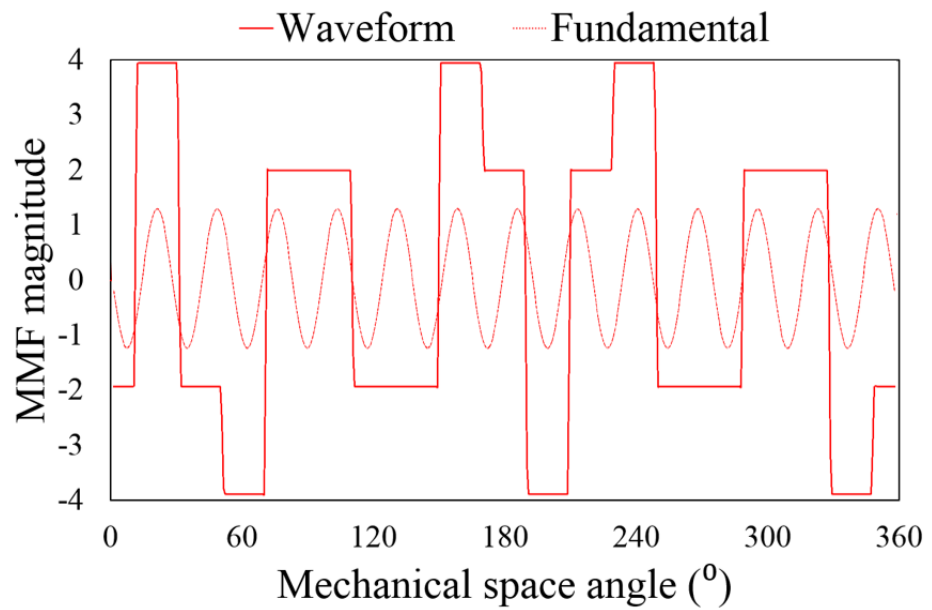 Waveform Fundamental
4
3
2
1
0
-1
-2
-3
-4
MMF magnitude
0 60 120 180 240 300 360
Mechanical space angle (⁰)